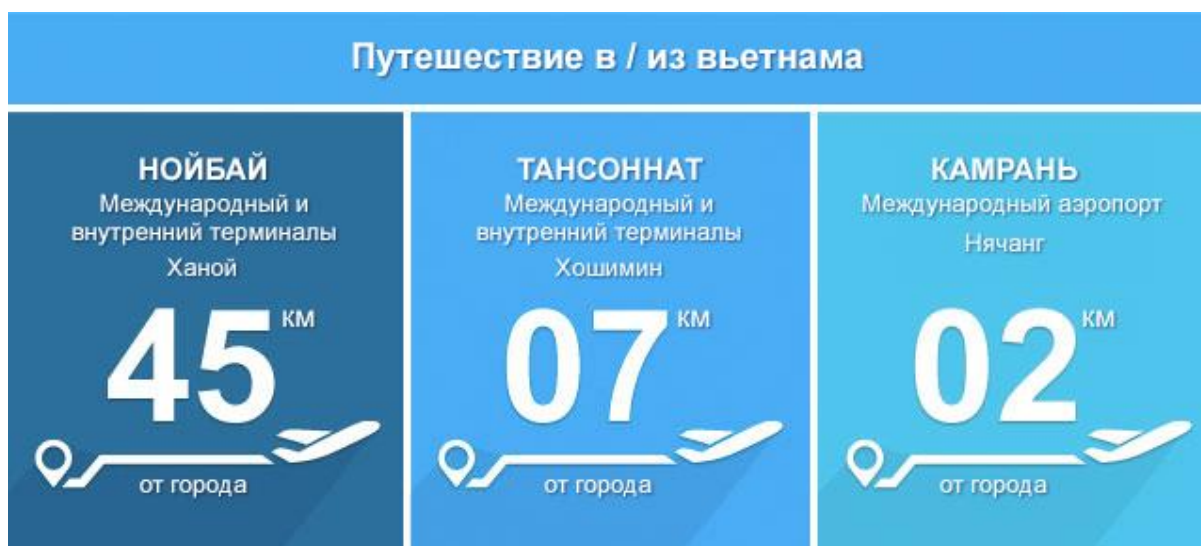 Путешествие в / из вьетнама
НОЙБАЙ
Международный и
внутренний терминалы
Ханой
45 КМ
от города
ТАНСОННАТ
Международный и
внутренний терминалы
Хошимин
07 КМ
от города
КАМРАНЬ
Международный аэропорт
Нячанг
02 КМ
от города